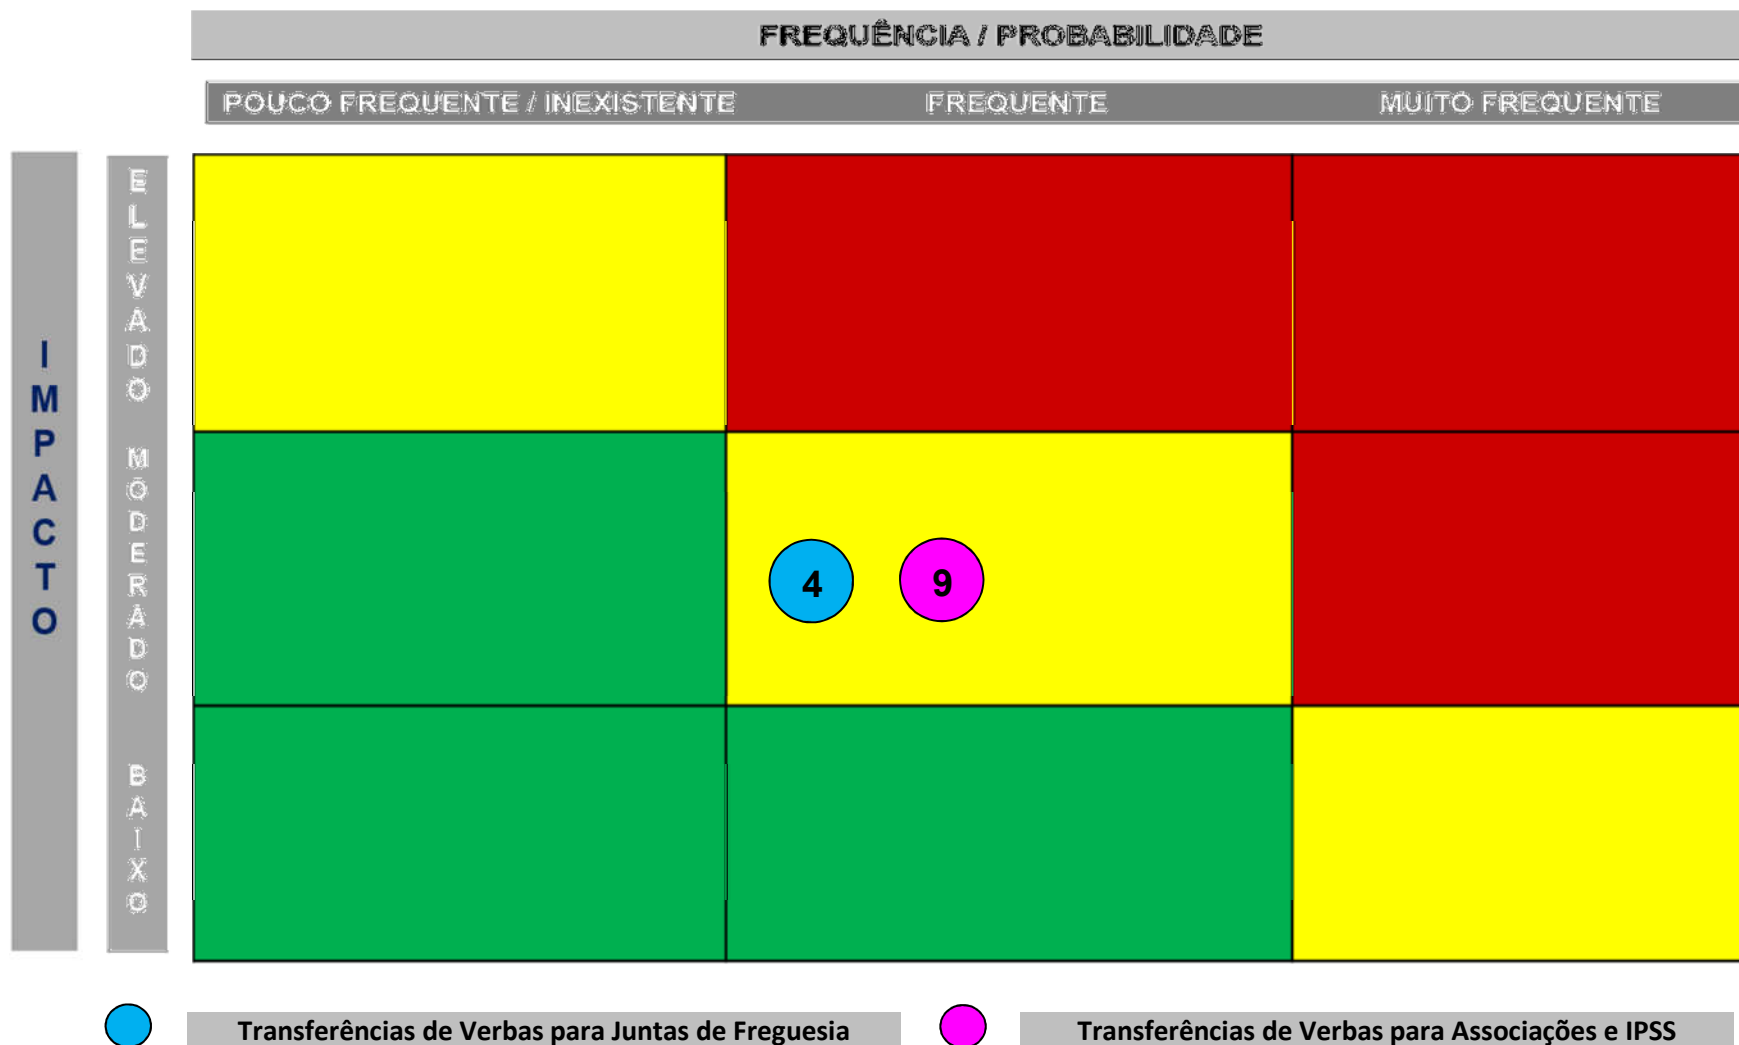 FREQUÊNCIA / PROBABILIDADE
POUCO FREQUENTE / INEXISTENTE
FREQUENTE
MUITO FREQUENTE
IMPACTO
ELEVADO
MODERADO
BAIXO
4
9
Transferências de Verbas para Juntas de Freguesia
Transferências de Verbas para Associações e IPSS